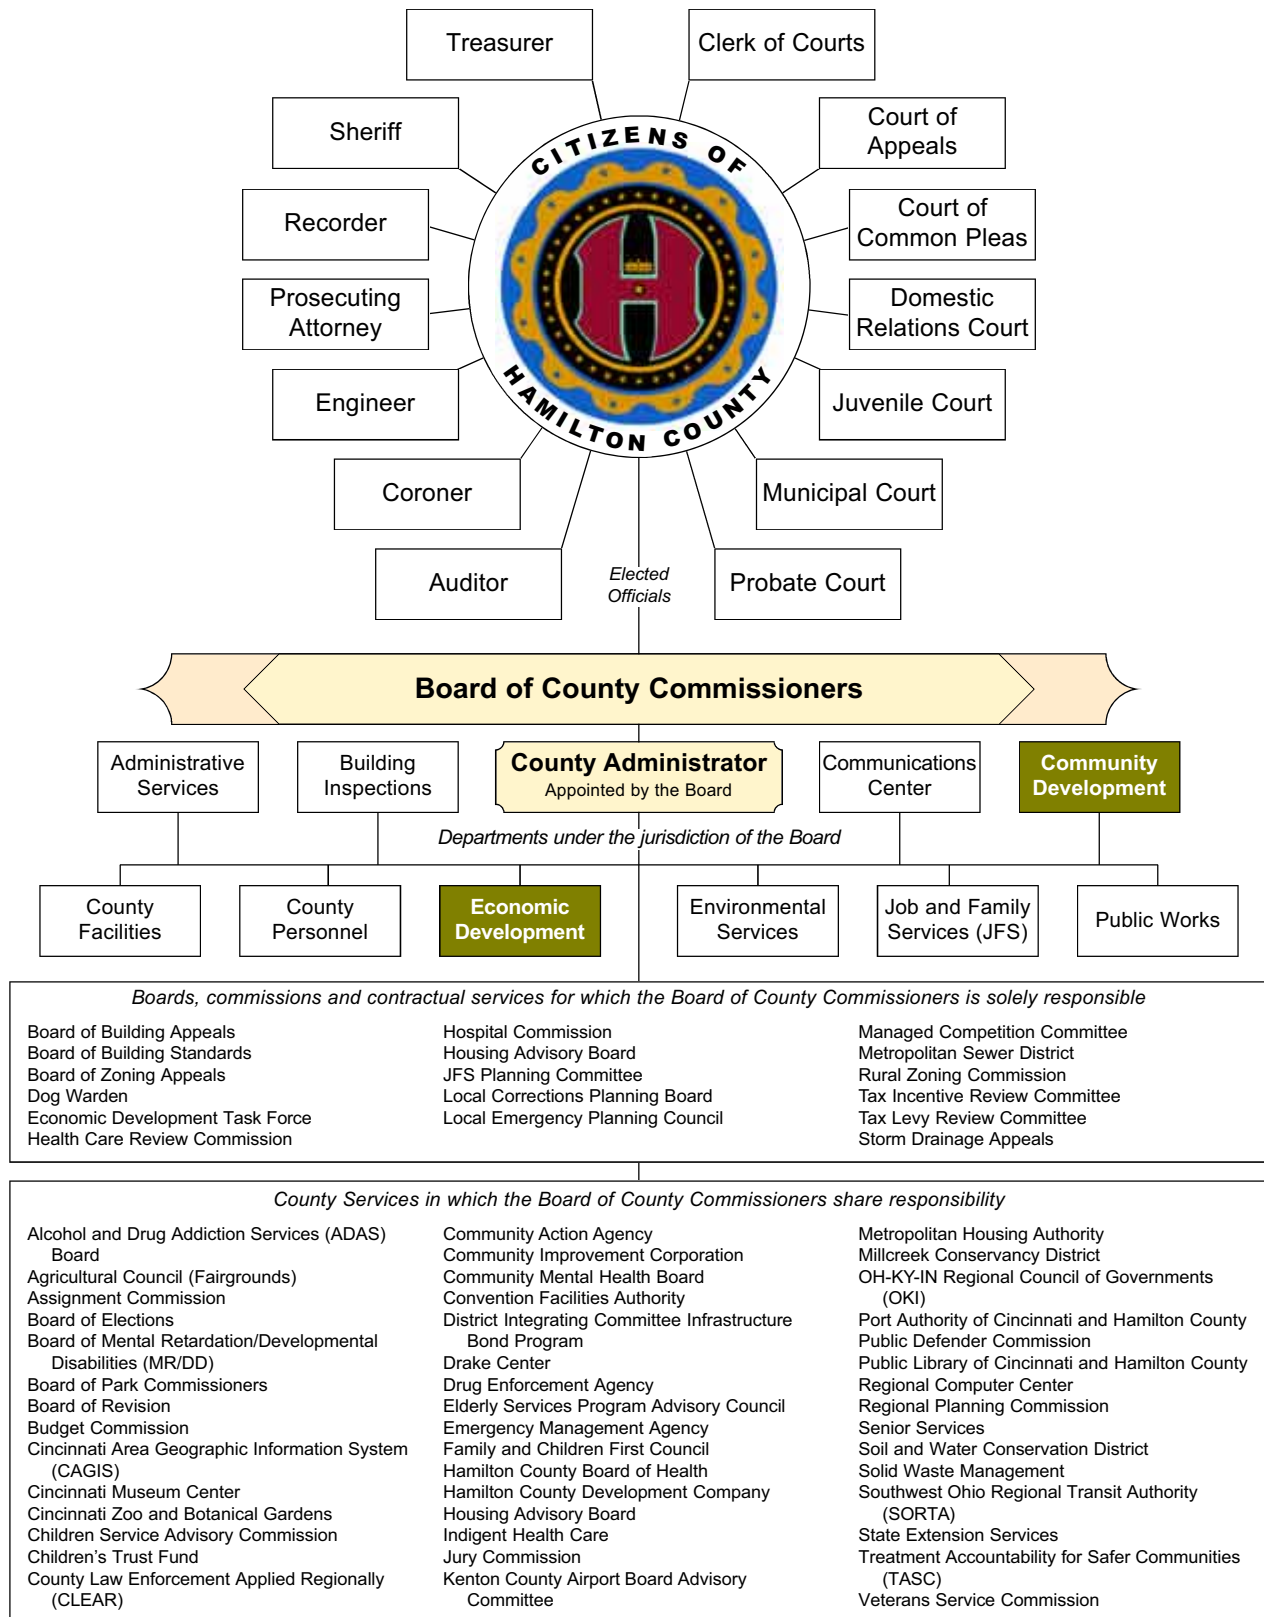 Treasurer
Clerk of Courts
Sheriff
Court of
Appeals
Recorder
Court of
Common Pleas
Prosecuting
Attorney
Domestic
Relations Court
Engineer
Juvenile Court
Coroner
Municipal Court
Auditor
Probate Court
CITIZENS OF
H
HAMILTON COUNTY
Elected
Officials
Board of County Commissioners
Administrative
Services
Building
Inspections
County Administrator
Appointed by the Board
Communications
Center
Community
Development
Departments under the jurisdiction of the Board
County
Facilities
County
Personnel
Economic
Development
Environmental
Services
Job and Family
Services (JFS)
Public Works
Boards, commissions and contractual services for which the Board of County Commissioners is solely responsible
Board of Building Appeals
Board of Building Standards
Board of Zoning Appeals
Dog Warden
Economic Development Task Force
Health Care Review Commission
Hospital Commission
Housing Advisory Board
JFS Planning Committee
Local Corrections Planning Board
Local Emergency Planning Council
Managed Competition Committee
Metropolitan Sewer District
Rural Zoning Commission
Tax Incentive Review Committee
Tax Levy Review Committee
Storm Drainage Appeals
County Services in which the Board of County Commissioners share responsibility
Alcohol and Drug Addiction Services (ADAS)
Board
Agricultural Council (Fairgrounds)
Assignment Commission
Board of Elections
Board of Mental Retardation/Developmental
Disabilities (MR/DD)
Board of Park Commissioners
Board of Revision
Budget Commission
Cincinnati Area Geographic Information System
(CAGIS)
Cincinnati Museum Center
Cincinnati Zoo and Botanical Gardens
Children Service Advisory Commission
Children’s Trust Fund
County Law Enforcement Applied Regionally
(CLEAR)
Community Action Agency
Community Improvement Corporation
Community Mental Health Board
Convention Facilities Authority
District Integrating Committee Infrastructure
Bond Program
Drake Center
Drug Enforcement Agency
Elderly Services Program Advisory Council
Emergency Management Agency
Family and Children First Council
Hamilton County Board of Health
Hamilton County Development Company
Housing Advisory Board
Indigent Health Care
Jury Commission
Kenton County Airport Board Advisory
Committee
Metropolitan Housing Authority
Millcreek Conservancy District
OH-KY-IN Regional Council of Governments
(OKI)
Port Authority of Cincinnati and Hamilton County
Public Defender Commission
Public Library of Cincinnati and Hamilton County
Regional Computer Center
Regional Planning Commission
Senior Services
Soil and Water Conservation District
Solid Waste Management
Southwest Ohio Regional Transit Authority
(SORTA)
State Extension Services
Treatment Accountability for Safer Communities
(TASC)
Veterans Service Commission